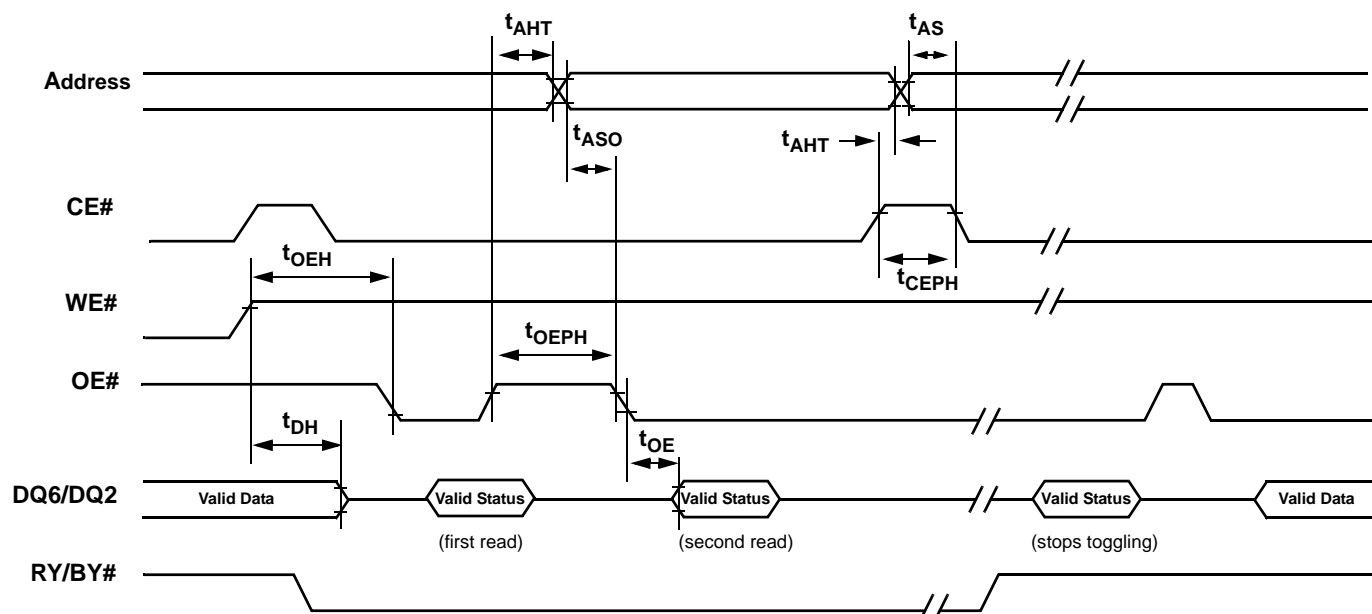 tAHT
tAS
Address
tASO
tAHT
CE#
tOEH
tCEPH
WE#
tOEPH
OE#
tDH
tOE
DQ6/DQ2
Valid Data
Valid Status
Valid Status
Valid Status
Valid Data
(first read)
(second read)
(stops toggling)
RY/BY#